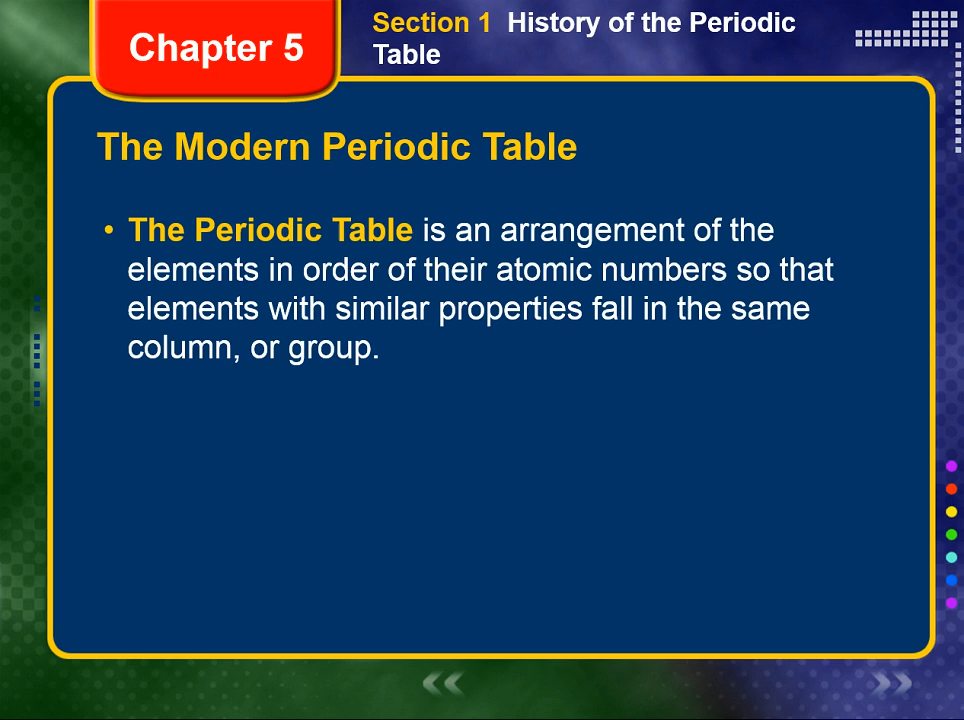 Chapter 5
Section 1 History of the Periodic
Table
The Modern Periodic Table
• The Periodic Table is an arrangement of the
elements in order of their atomic numbers so that
elements with similar properties fall in the same
column, or group.